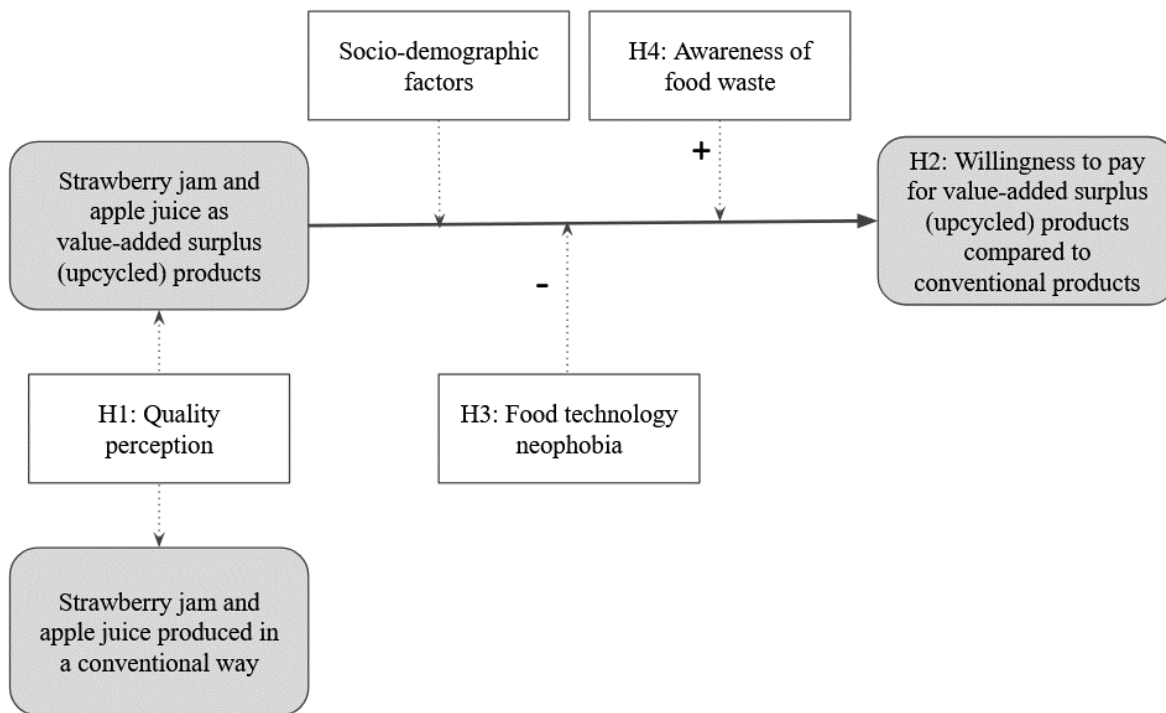 Socio-demographic
factors
H4: Awareness of
food waste
+
Strawberry jam and
apple juice as
value-added surplus
(upcycled) products
H2: Willingness to pay
for value-added surplus
(upcycled) products
compared to
conventional products
-
H1: Quality
perception
H3: Food technology
neophobia
Strawberry jam and
apple juice produced in
a conventional way